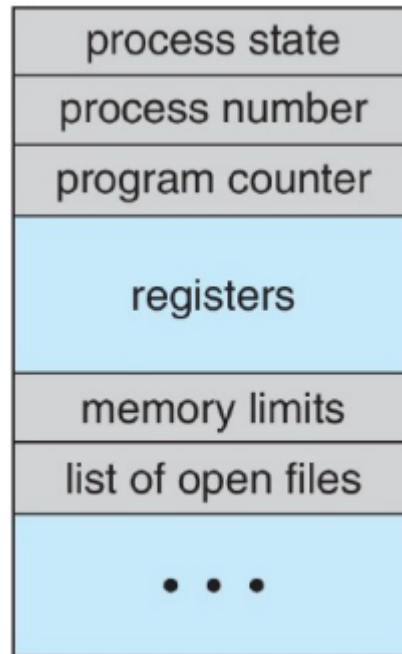 process state
process number
program counter
registers
memory limits
list of open files
• • •